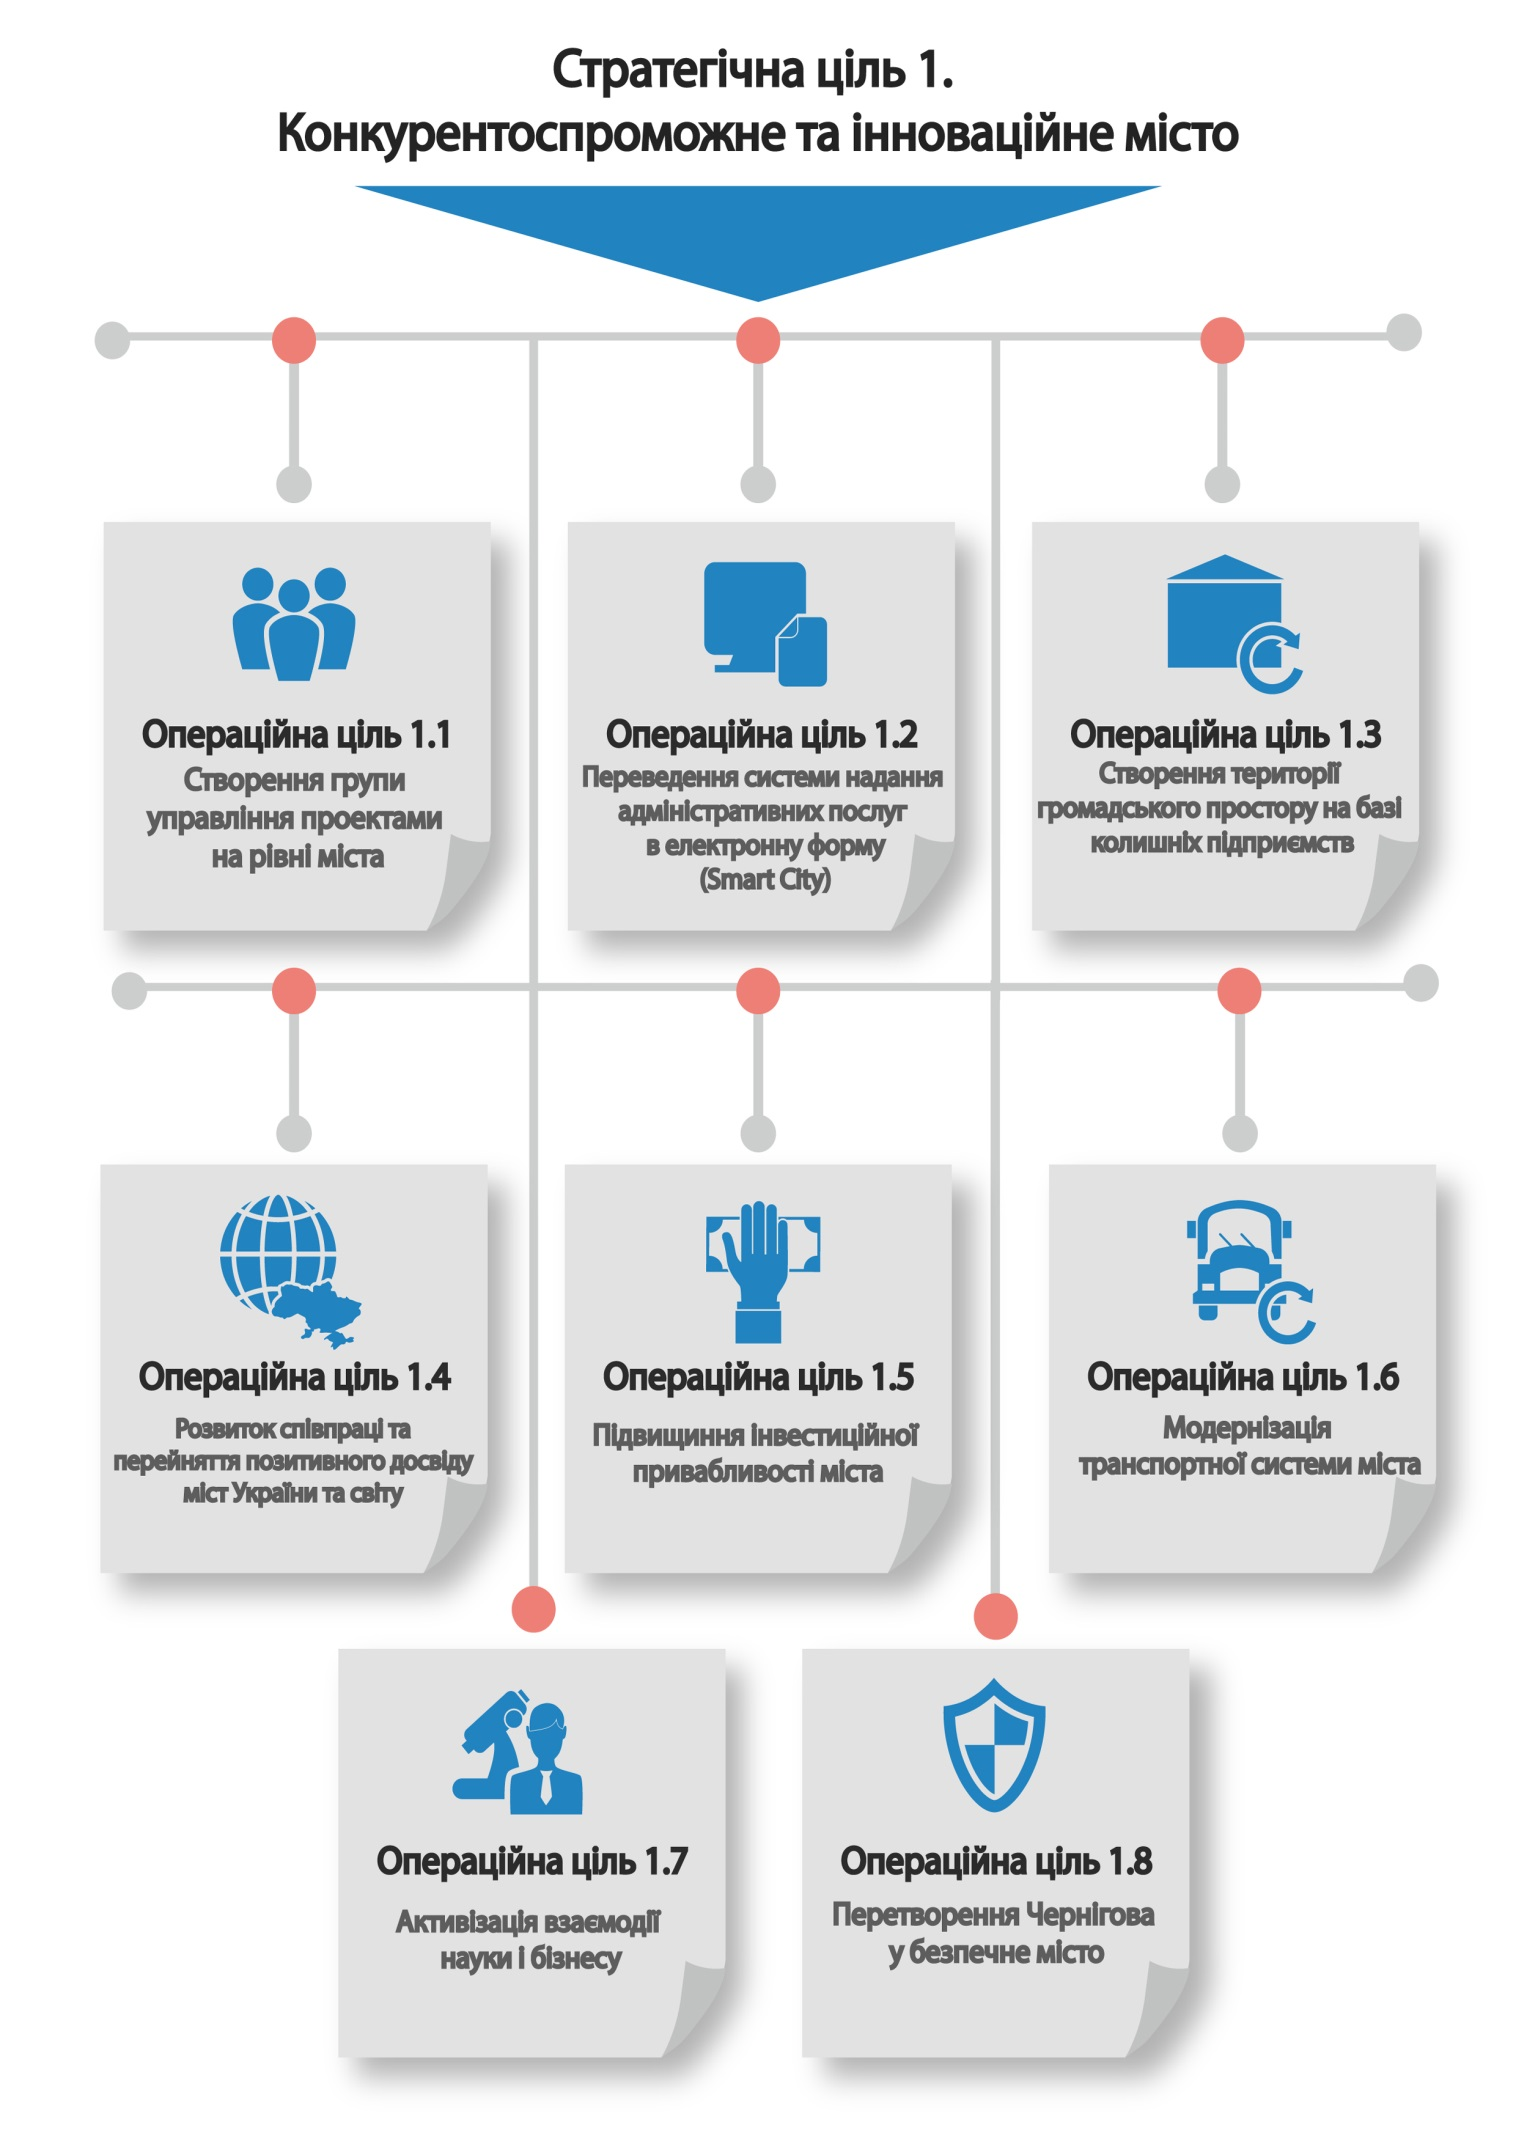 Стратегічна ціль 1.
Конкурентоспроможне та інноваційне місто
Операційна ціль 1.1
Створення групи
управління проектами
на рівні міста
Операційна ціль 1.2
Переведення системи надання
адміністративних послуг
в електронну форму
(Smart City)
Операційна ціль 1.3
Створення території
громадського простору на базі
колишніх підприємств
Операційна ціль 1.4
Розвиток співпраці та
перейняття позитивного досвіду
міст України та світу
Операційна ціль 1.5
Підвищиння інвестиційної
привабливості міста
Операційна ціль 1.6
Модернізація
транспортної системи міста
Операційна ціль 1.7
Активізація взаємодії
науки і бізнесу
Операційна ціль 1.8
Перетворення Чернігова
у безпечне місто